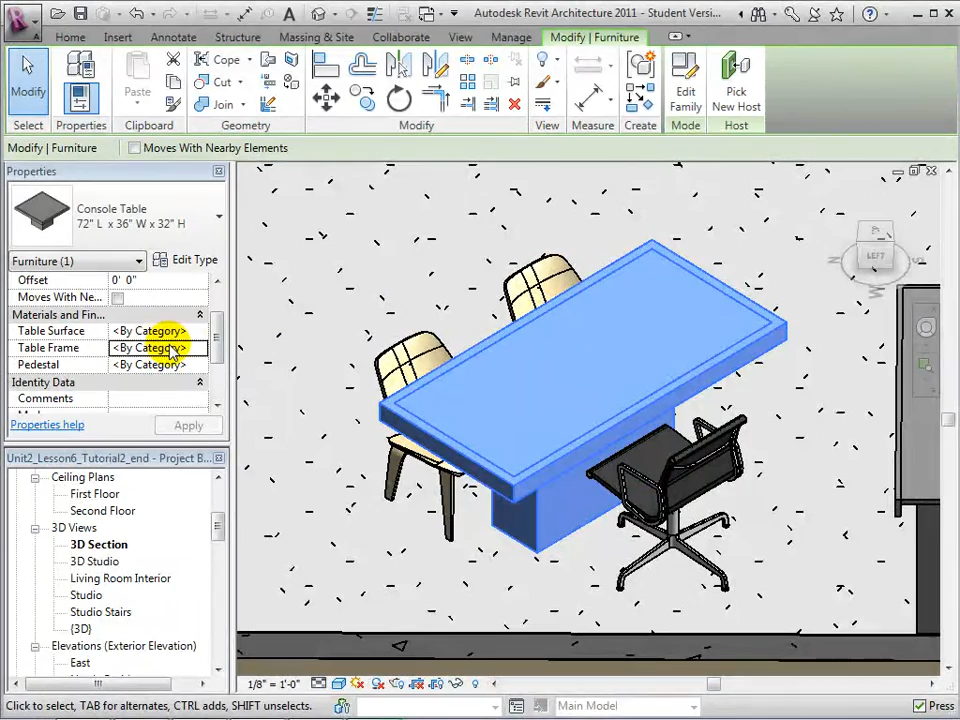 Autodesk Revit Architecture 2011 - Student Versi...
Home Insert Annotate Structure Massing & Site Collaborate View Manage Modify | Furniture
Modify
Paste
Cope
Cut
Join
Edit Family
Pick New Host
Select Properties Clipboard Geometry Modify View Measure Create Mode Host
Modify | Furniture Moves With Nearby Elements
Properties
Console Table
72" L x 36" W x 32" H
Furniture (1) Edit Type
Offset 0' 0"
Moves With Ne...
Materials and Fin...
Table Surface <By Category>
Table Frame <By Category>
Pedestal <By Category>
Identity Data
Comments
Properties help Apply
Unit2_Lesson6_Tutorial2_end - Project B...
Ceiling Plans
First Floor
Second Floor
3D Views
3D Section
3D Studio
Living Room Interior
Studio
Studio Stairs
{3D}
Elevations (Exterior Elevation)
East
LEFT
1/8" = 1'-0"
Click to select, TAB for alternates, CTRL adds, SHIFT unselects. Main Model Press